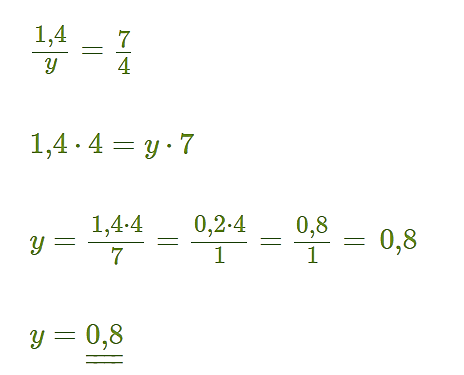 1,4/y = 7/4
1,4 · 4 = y · 7
y = 1,4·4/7 = 0,2·4/1 = 0,8/1 = 0,8
y = 0,8